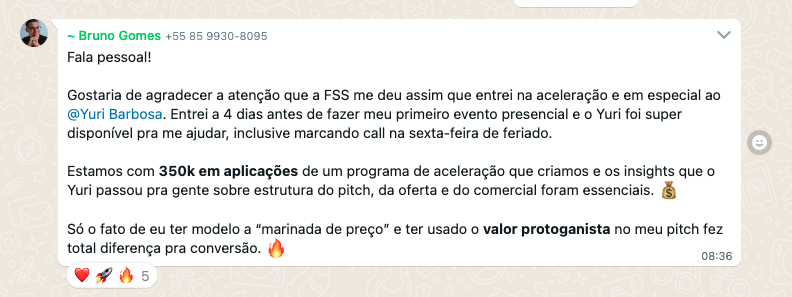 ~ Bruno Gomes +55 85 9930-8095
Fala pessoal!
Gostaria de agradecer a atenção que a FSS me deu assim que entrei na aceleração e em especial ao
@Yuri Barbosa. Entrei a 4 dias antes de fazer meu primeiro evento presencial e o Yuri foi super
disponível pra me ajudar, inclusive marcando call na sexta-feira de feriado.
Estamos com 350k em aplicações de um programa de aceleração que criamos e os insights que o
Yuri passou pra gente sobre estrutura do pitch, da oferta e do comercial foram essenciais. 💰
Só o fato de eu ter modelo a “marinada de preço” e ter usado o valor protoganista no meu pitch fez
total diferença pra conversão. 🔥
08:36
❤️ 🚀 🔥 5